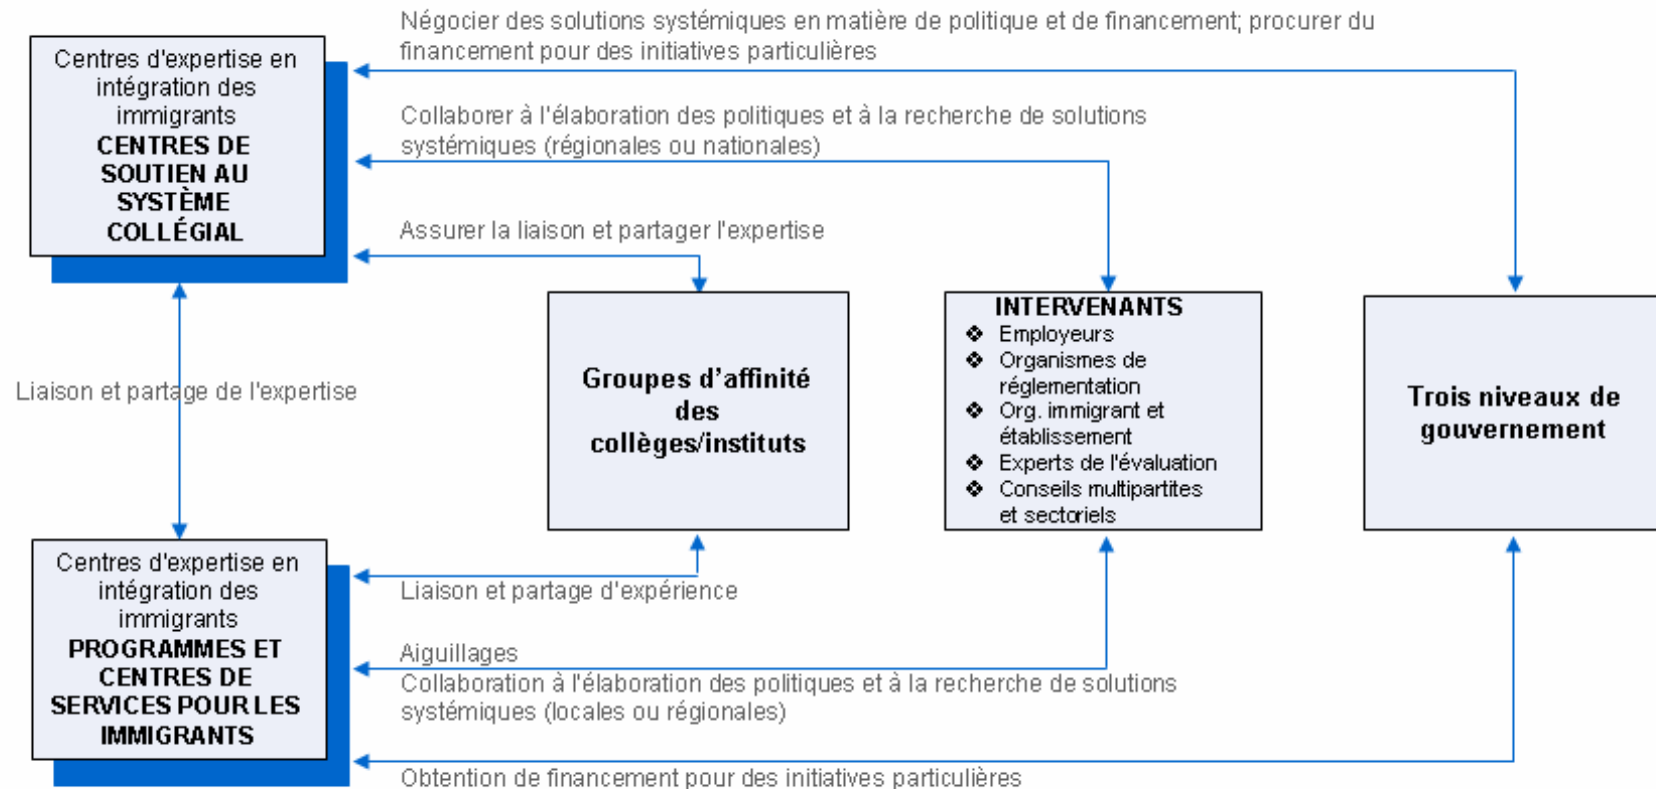 Négocier des solutions systémiques en matière de politique et de financement; procurer du
financement pour des initiatives particulières
Centres d'expertise en
intégration des
immigrants
CENTRES DE
SOUTIEN AU
SYSTÈME
COLLÉGIAL
Collaborer à l'élaboration des politiques et à la recherche de solutions
systémiques (régionales ou nationales)
Assurer la liaison et partager l'expertise
Liaison et partage de l'expertise
Groupes d’affinité
des
collèges/instituts
INTERVENANTS
❖ Employeurs
❖ Organismes de
réglementation
❖ Org. immigrant et
établissement
❖ Experts de l'évaluation
❖ Conseils multipartites
et sectoriels
Trois niveaux de
gouvernement
Centres d'expertise en
intégration des
immigrants
PROGRAMMES ET
CENTRES DE
SERVICES POUR LES
IMMIGRANTS
Liaison et partage d'expérience
Aiguillages
Collaboration à l'élaboration des politiques et à la recherche de solutions
systémiques (locales ou régionales)
Obtention de financement pour des initiatives particulières